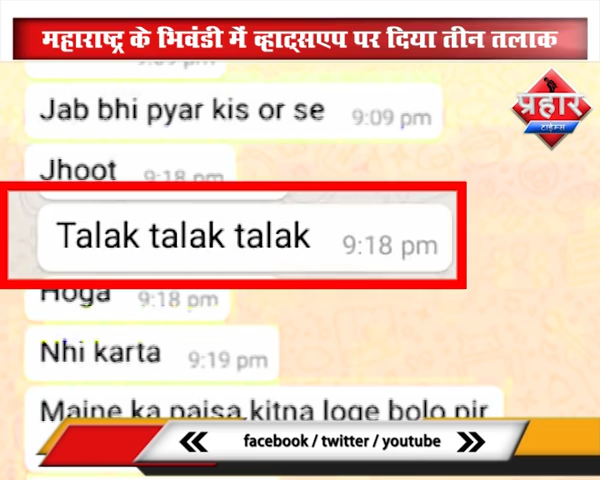 महाराष्ट्र के भिवंडी में व्हाट्सएप पर दिया तीन तलाक
Jab bhi pyar kis or se 9:09 pm
प्रहार
टाईम्स
Jhoot 9:18 pm
Talak talak talak 9:18 pm
Hoga 9:18 pm
Nhi karta 9:19 pm
Maine ka paisa kitna loge bolo pir
facebook / twitter / youtube